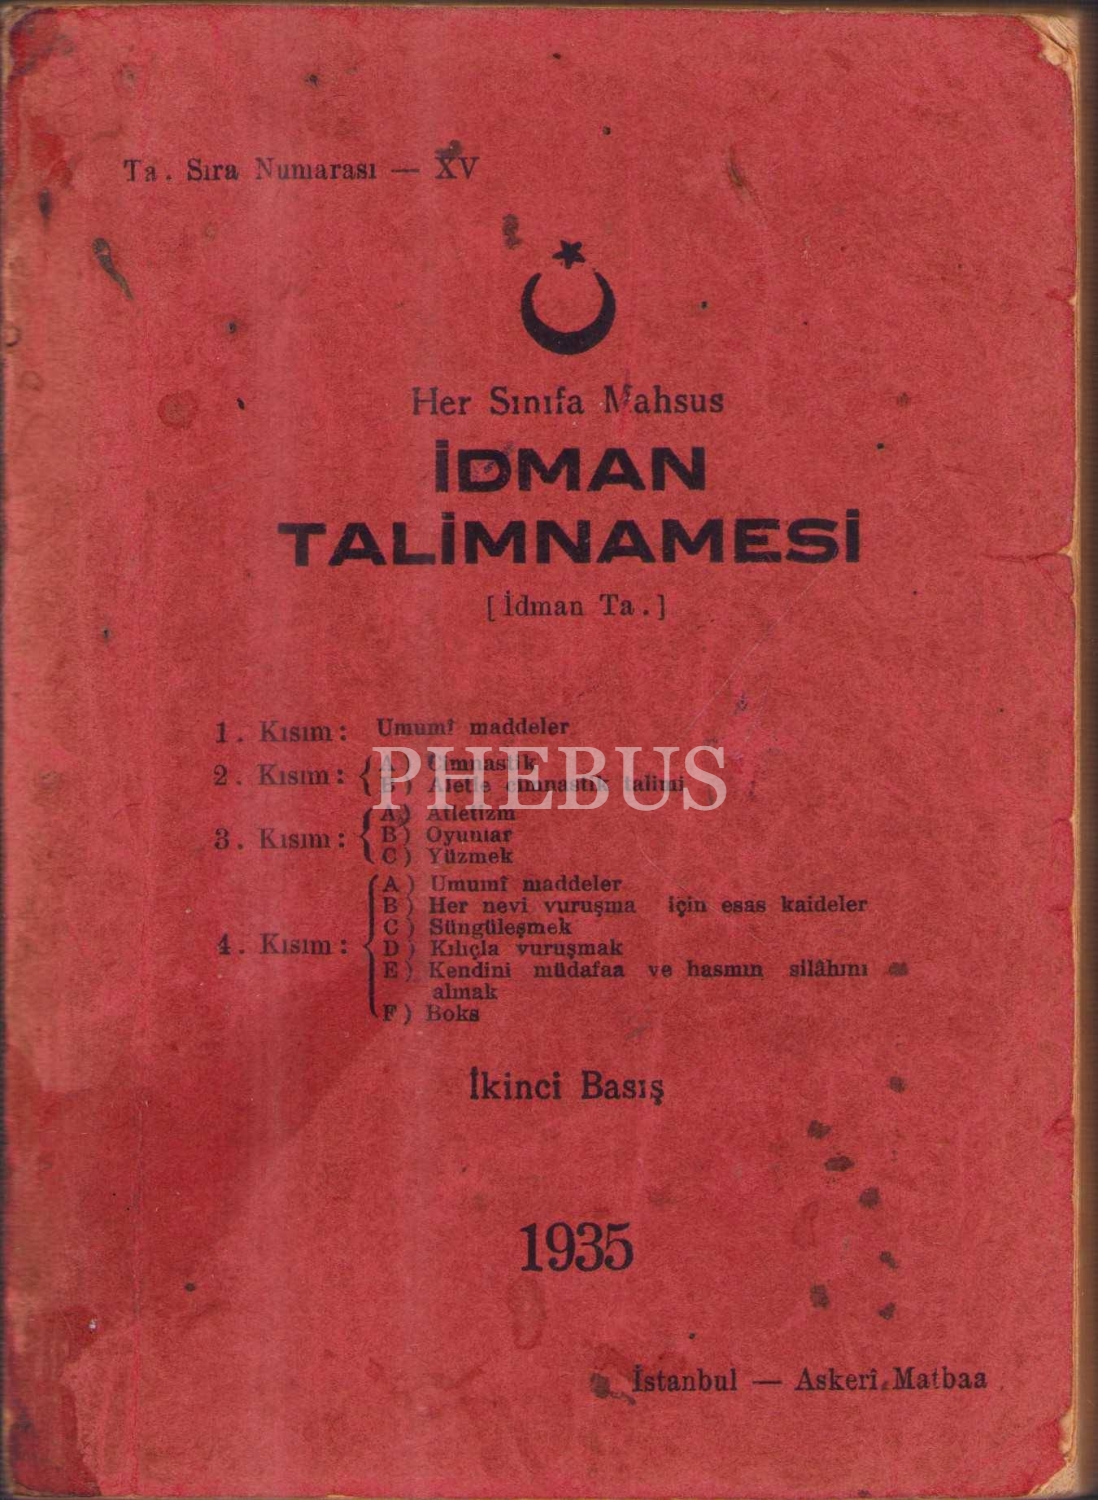 Ta. Sıra Numarası — XV
Her Sınıfa Mahsus
İDMAN
TALİMNAMESİ
[İdman Ta.]
1. Kısım: Umumî maddeler
2. Kısım: A) Cimnastik
B) Aletle cimnastik talimi
PHEBUS
3. Kısım: A) Atletizm
B) Oyunlar
C) Yüzmek
4. Kısım: A) Umumî maddeler
B) Her nevi vuruşma için esas kaideler
C) Süngüleşmek
D) Kılıçla vuruşmak
E) Kendini müdafaa ve hasmın silâhını
almak
F) Boks
İkinci Basış
1935
İstanbul — Askerî Matbaa